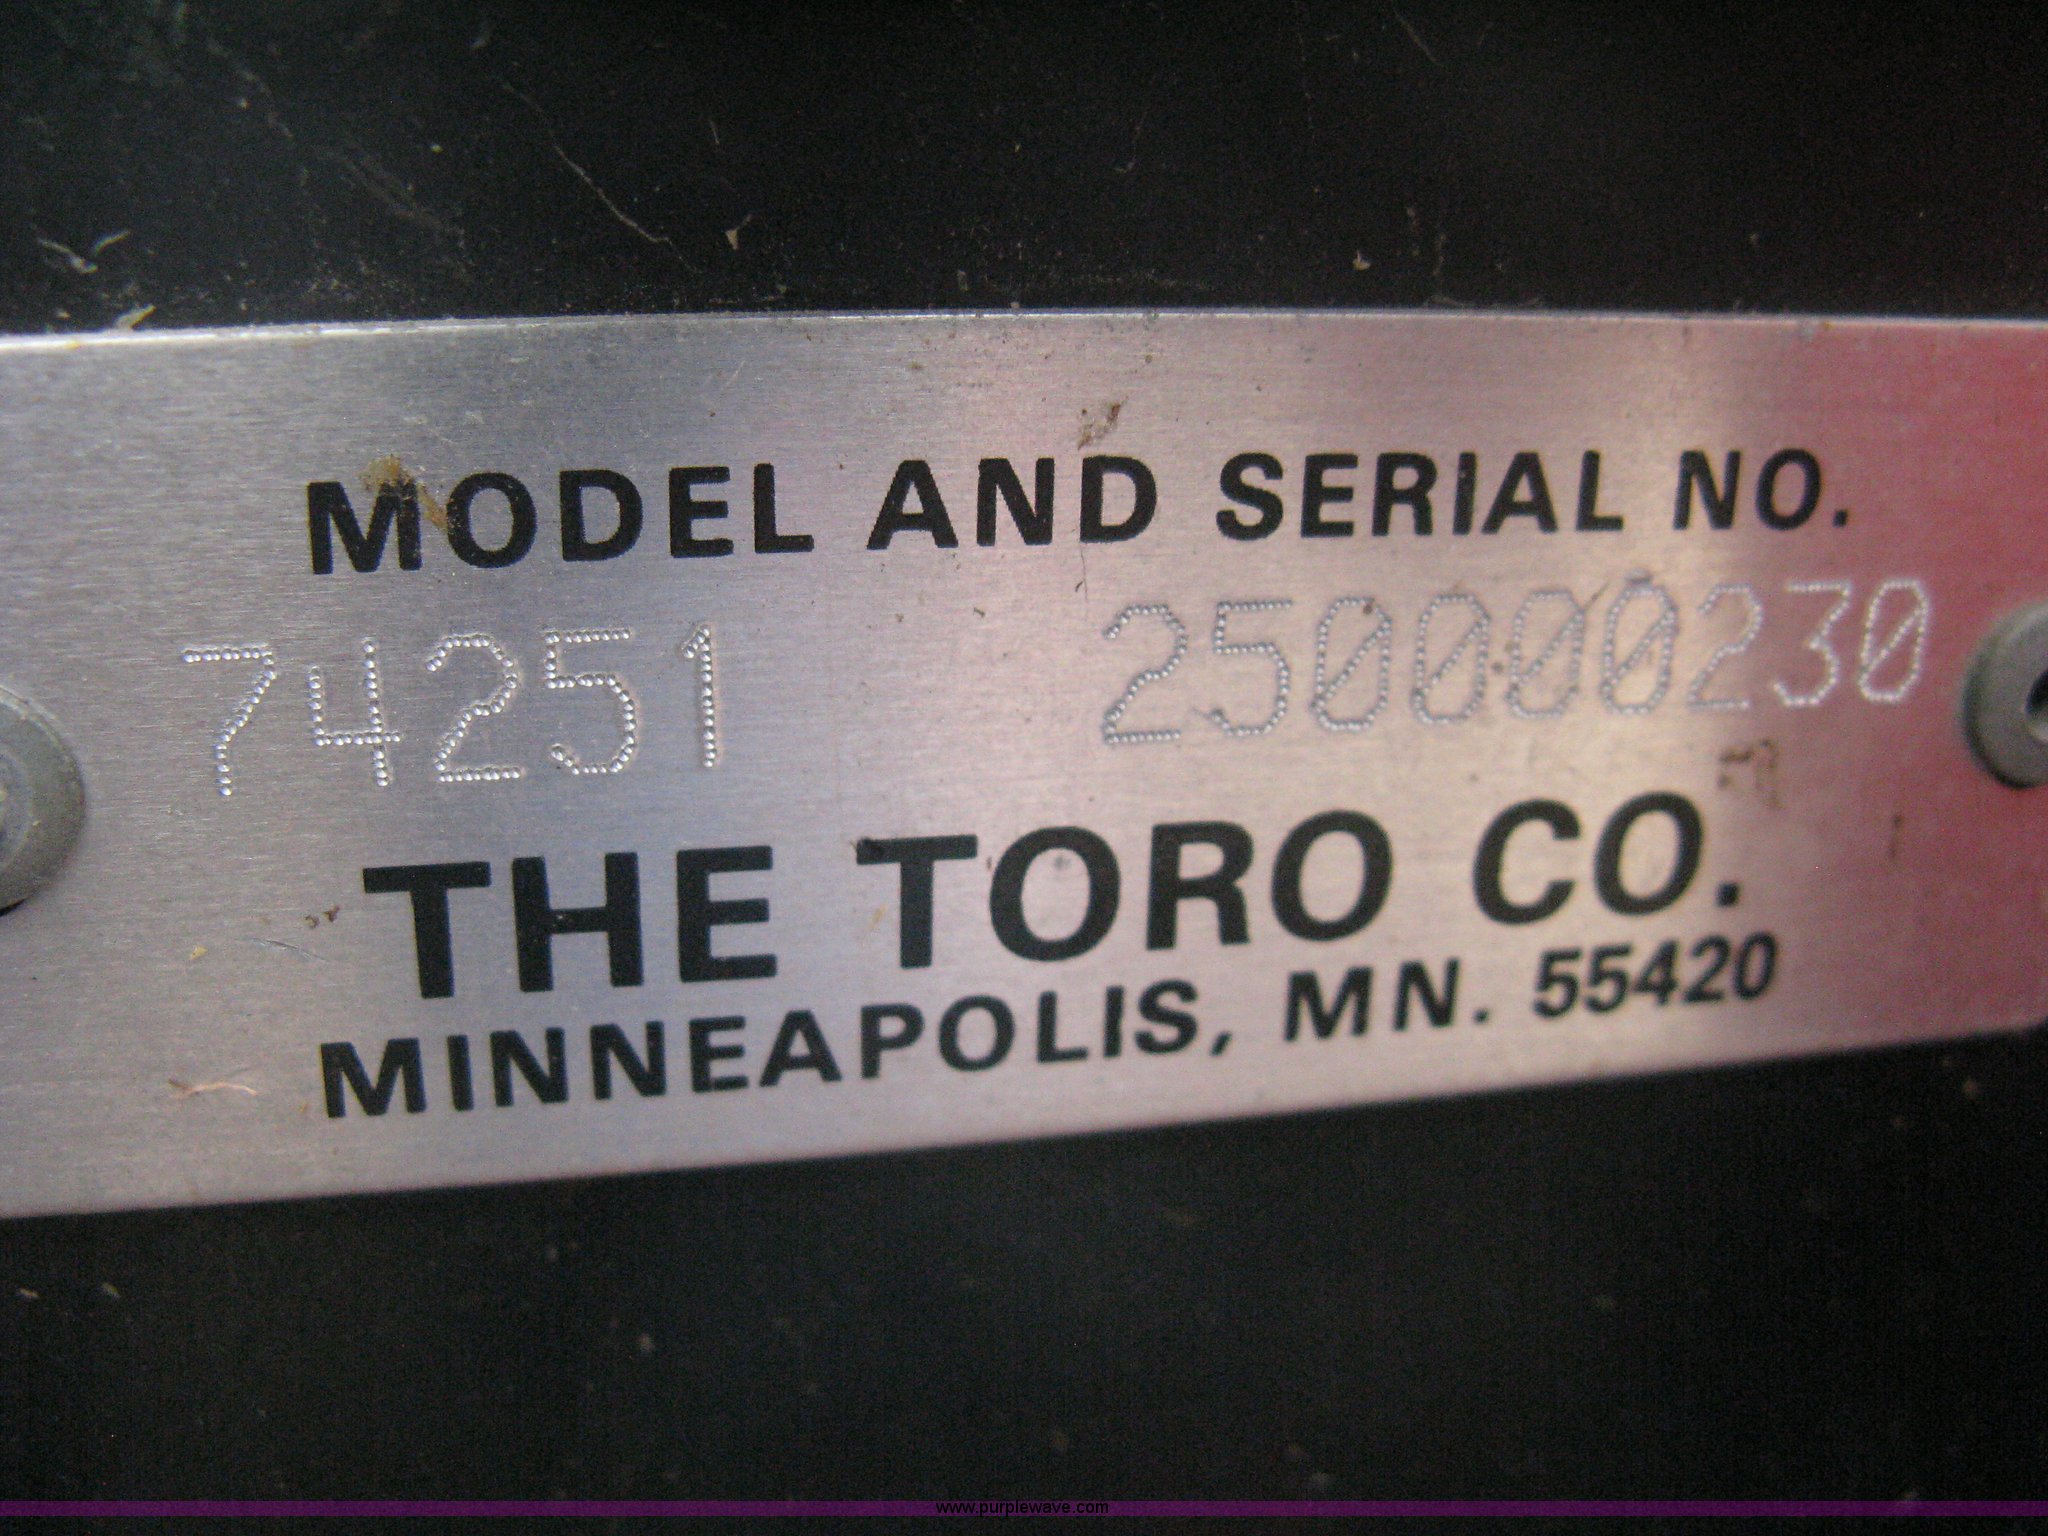 MODEL AND SERIAL NO.
74251 250000230
THE TORO CO.
MINNEAPOLIS, MN. 55420
www.purplewave.com